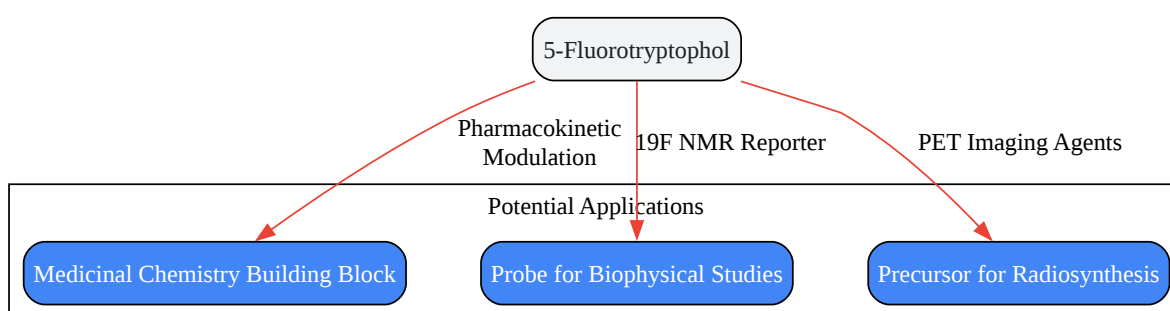 5-Fluorotryptophol
Pharmacokinetic
Modulation
19F NMR Reporter
PET Imaging Agents
Potential Applications
Medicinal Chemistry Building Block
Probe for Biophysical Studies
Precursor for Radiosynthesis